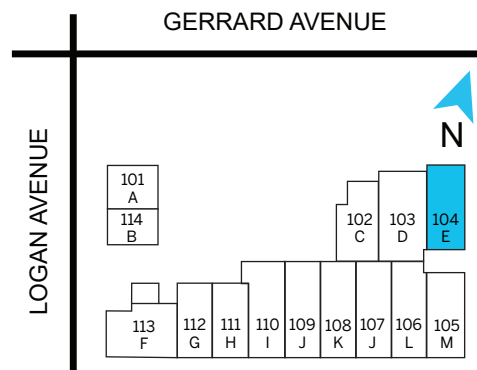 GERRARD AVENUE
LOGAN AVENUE
N
101
A
114
B
102
C
103
D
104
E
113
F
112
G
111
H
110
I
109
J
108
K
107
J
106
L
105
M